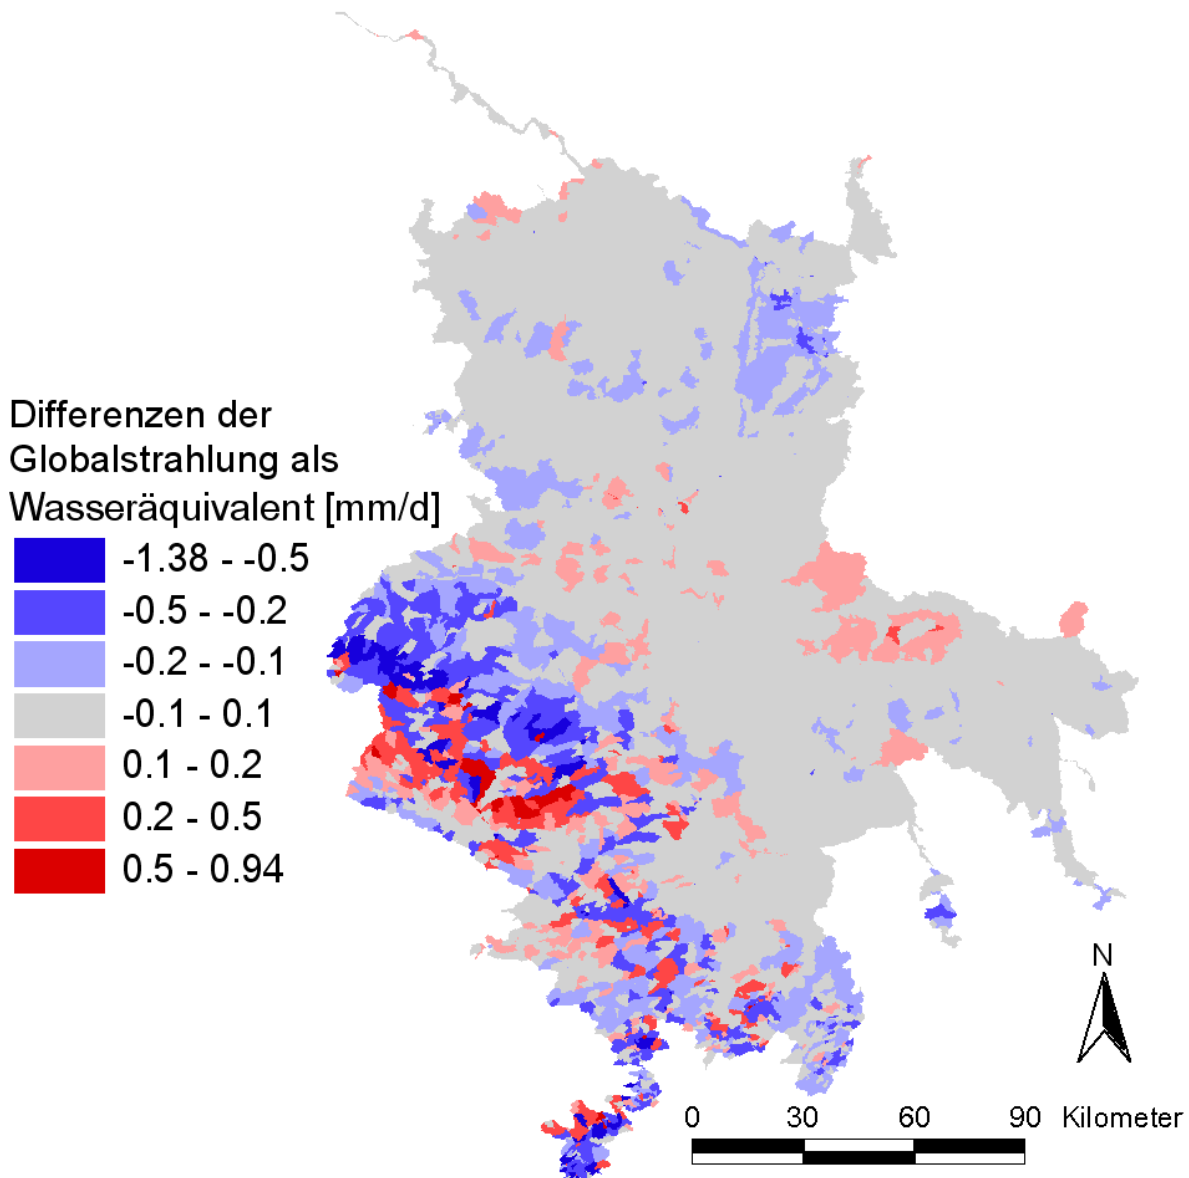 Differenzen der
Globalstrahlung als
Wasseräquivalent [mm/d]
-1.38 - -0.5
-0.5 - -0.2
-0.2 - -0.1
-0.1 - 0.1
0.1 - 0.2
0.2 - 0.5
0.5 - 0.94
N
0 30 60 90 Kilometer